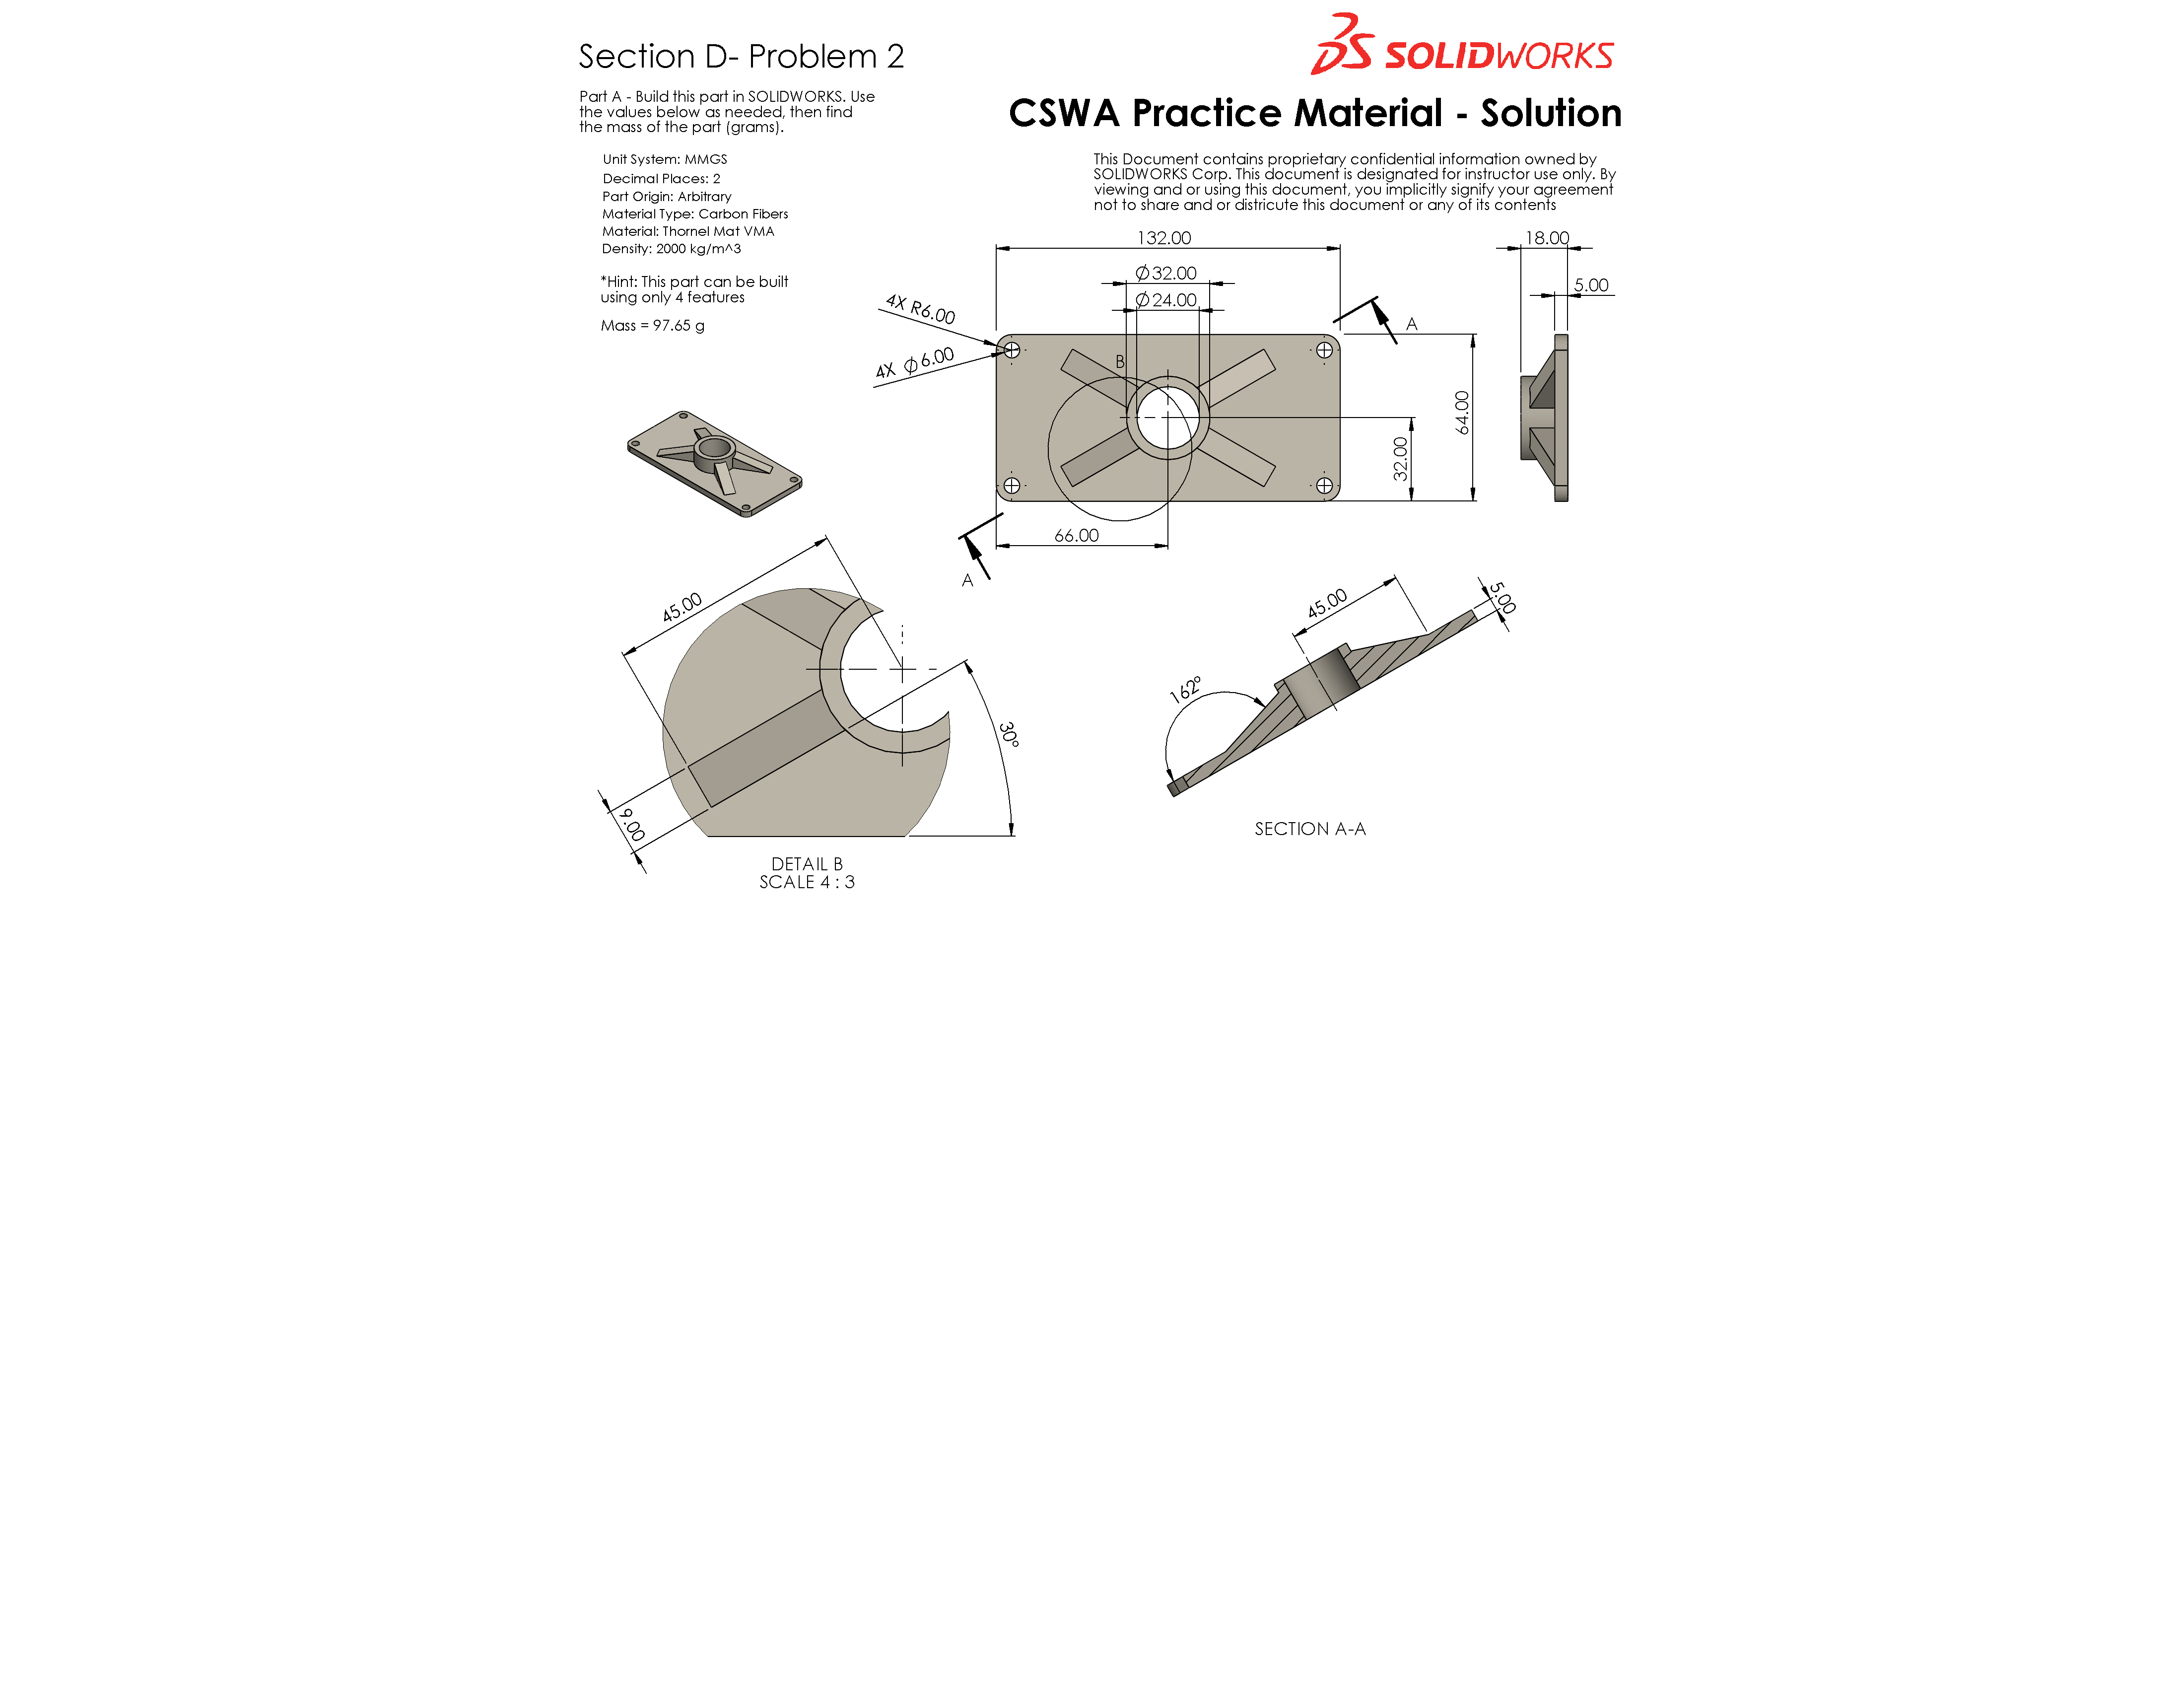 Section D- Problem 2
SOLIDWORKS
CSWA Practice Material - Solution
Part A - Build this part in SOLIDWORKS. Use
the values below as needed, then find
the mass of the part (grams).
Unit System: MMGS
Decimal Places: 2
Part Origin: Arbitrary
Material Type: Carbon Fibers
Material: Thornel Mat VMA
Density: 2000 kg/m^3
*Hint: This part can be built
using only 4 features
Mass = 97.65 g
This Document contains proprietary confidential information owned by
SOLIDWORKS Corp. This document is designated for instructor use only. By
viewing and or using this document, you implicitly signify your agreement
not to share and or districute this document or any of its contents
132.00
18.00
∅32.00
5.00
∅24.00
4X R6.00
A
4X ∅6.00
B
64.00
32.00
66.00
A
45.00
30°
9.00
DETAIL B
SCALE 4 : 3
45.00
5.00
162°
SECTION A-A